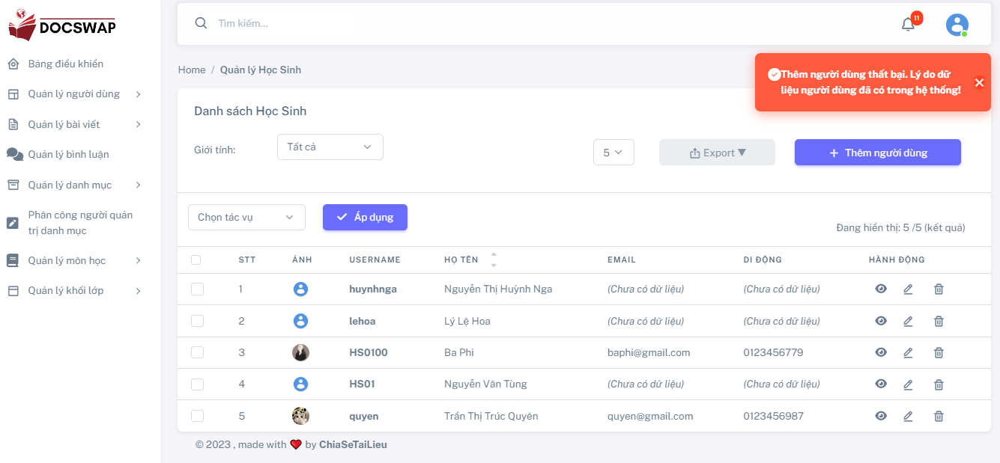 DOCSWAP
Tìm kiếm...
11
Bảng điều khiển
Quản lý người dùng
Quản lý bài viết
Quản lý bình luận
Quản lý danh mục
Phân công người quản
trị danh mục
Quản lý môn học
Quản lý khối lớp
Home / Quản lý Học Sinh
Thêm người dùng thất bại. Lý do dữ
liệu người dùng đã có trong hệ thống!
Danh sách Học Sinh
Giới tính:
Tất cả
5
Export ▼
+ Thêm người dùng
Chọn tác vụ
Áp dụng
Đang hiển thị: 5 /5 (kết quả)
STT ẢNH USERNAME HỌ TÊN EMAIL DI ĐỘNG HÀNH ĐỘNG
1 huynhnga Nguyễn Thị Huỳnh Nga (Chưa có dữ liệu) (Chưa có dữ liệu)
2 lehoa Lý Lệ Hoa (Chưa có dữ liệu) (Chưa có dữ liệu)
3 HS0100 Ba Phi baphi@gmail.com 0123456779
4 HS01 Nguyễn Văn Tùng (Chưa có dữ liệu) (Chưa có dữ liệu)
5 quyen Trần Thị Trúc Quyên quyen@gmail.com 0123456987
© 2023 , made with ❤ by ChiaSeTaiLieu